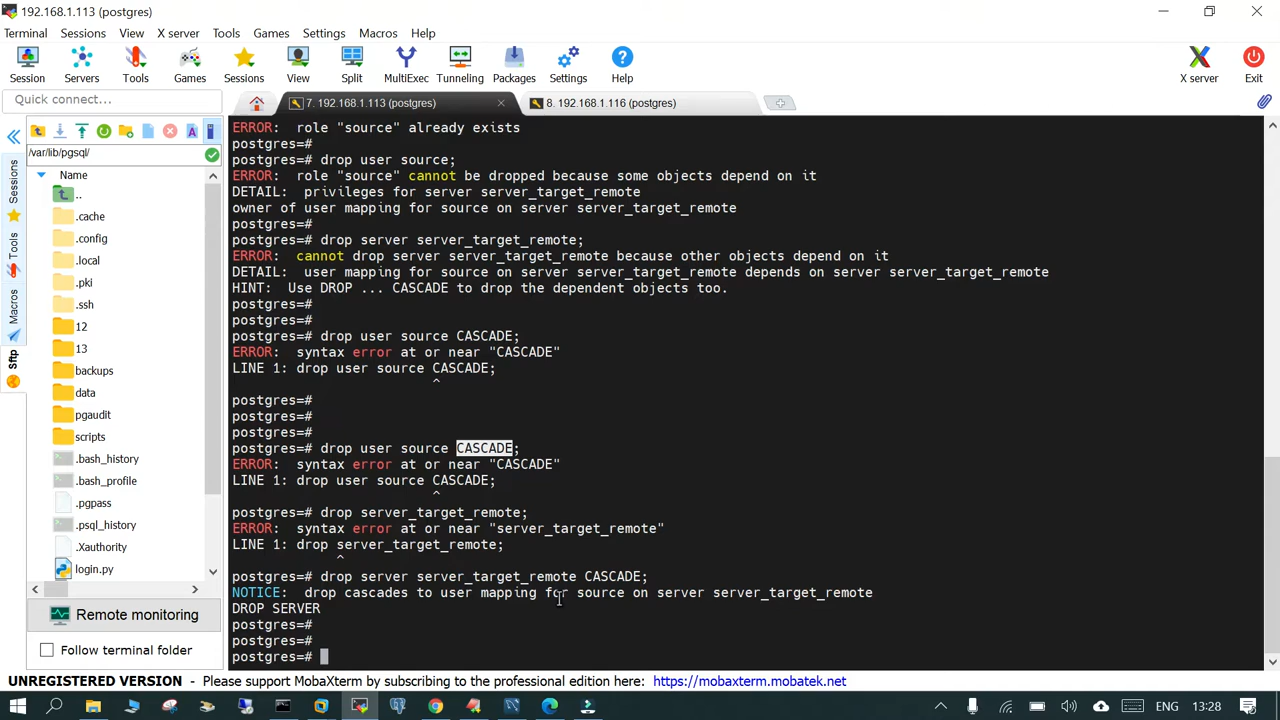 192.168.1.113 (postgres)
Terminal Sessions View X server Tools Games Settings Macros Help
Session Servers Tools Games Sessions View Split MultiExec Tunneling Packages Settings Help X server Exit
Quick connect...
7. 192.168.1.113 (postgres)
8. 192.168.1.116 (postgres)
/var/lib/pgsql/
Name
..
.cache
.config
.local
.pki
.ssh
12
13
backups
data
pgaudit
scripts
.bash_history
.bash_profile
.pgpass
.psql_history
.Xauthority
login.py
Remote monitoring
Follow terminal folder
Sessions
Tools
Macros
Sftp
ERROR:  role "source" already exists
postgres=#
postgres=# drop user source;
ERROR:  role "source" cannot be dropped because some objects depend on it
DETAIL:  privileges for server server_target_remote
owner of user mapping for source on server server_target_remote
postgres=#
postgres=# drop server server_target_remote;
ERROR:  cannot drop server server_target_remote because other objects depend on it
DETAIL:  user mapping for source on server server_target_remote depends on server server_target_remote
HINT:  Use DROP ... CASCADE to drop the dependent objects too.
postgres=#
postgres=#
postgres=# drop user source CASCADE;
ERROR:  syntax error at or near "CASCADE"
LINE 1: drop user source CASCADE;
^
postgres=#
postgres=#
postgres=#
postgres=# drop user source CASCADE;
ERROR:  syntax error at or near "CASCADE"
LINE 1: drop user source CASCADE;
^
postgres=# drop server_target_remote;
ERROR:  syntax error at or near "server_target_remote"
LINE 1: drop server_target_remote;
^
postgres=# drop server server_target_remote CASCADE;
NOTICE:  drop cascades to user mapping for source on server server_target_remote
DROP SERVER
postgres=#
postgres=#
postgres=#
UNREGISTERED VERSION - Please support MobaXterm by subscribing to the professional edition here: https://mobaxterm.mobatek.net
ENG 13:28